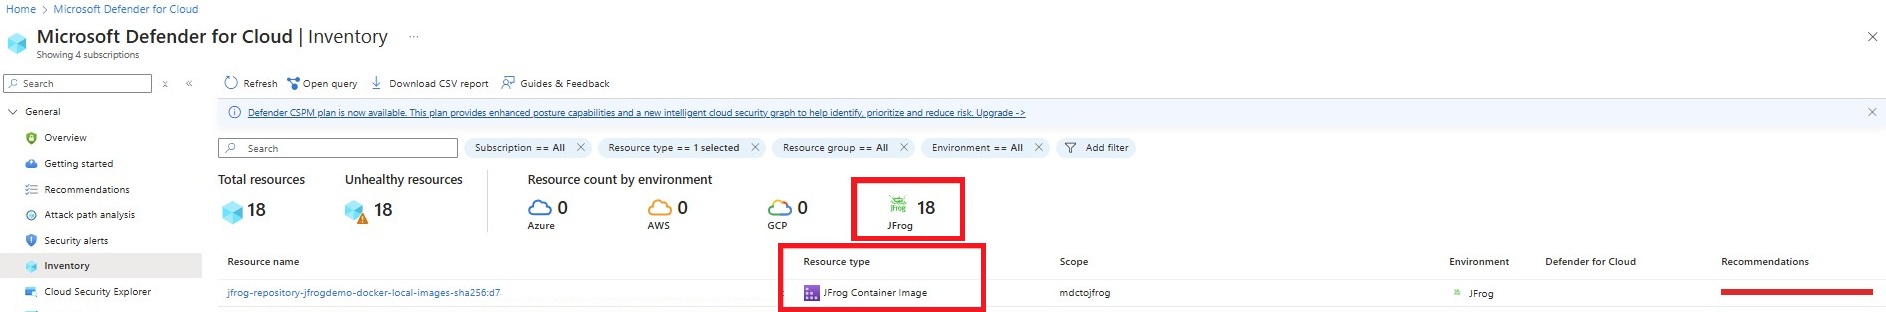 Home > Microsoft Defender for Cloud
Microsoft Defender for Cloud | Inventory ...
Showing 4 subscriptions
Search
General
Overview
Getting started
Recommendations
Attack path analysis
Security alerts
Inventory
Cloud Security Explorer
Refresh Open query Download CSV report Guides & Feedback
Defender CSPM plan is now available. This plan provides enhanced posture capabilities and a new intelligent cloud security graph to help identify, prioritize and reduce risk. Upgrade ->
Search Subscription == All Resource type == 1 selected Resource group == All Environment == All Add filter
Total resources Unhealthy resources Resource count by environment
18 18 0 0 0 jFrog 18
Azure AWS GCP JFrog
Resource name Resource type Scope Environment Defender for Cloud Recommendations
jfrog-repository-jfrogdemo-docker-local-images-sha256:d7 JFrog Container Image mdctojfrog JFrog